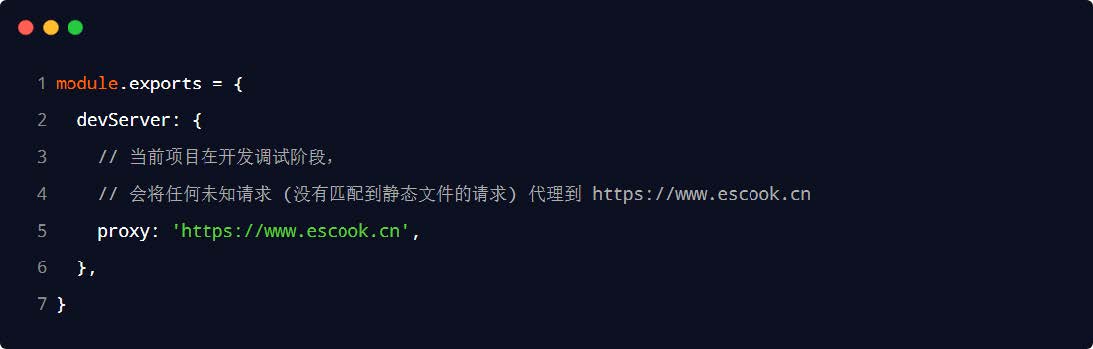 1 module.exports = {
2 devServer: {
3 // 当前项目在开发调试阶段，
4 // 会将任何未知请求 (没有匹配到静态文件的请求) 代理到 https://www.escook.cn
5 proxy: 'https://www.escook.cn',
6 },
7 }